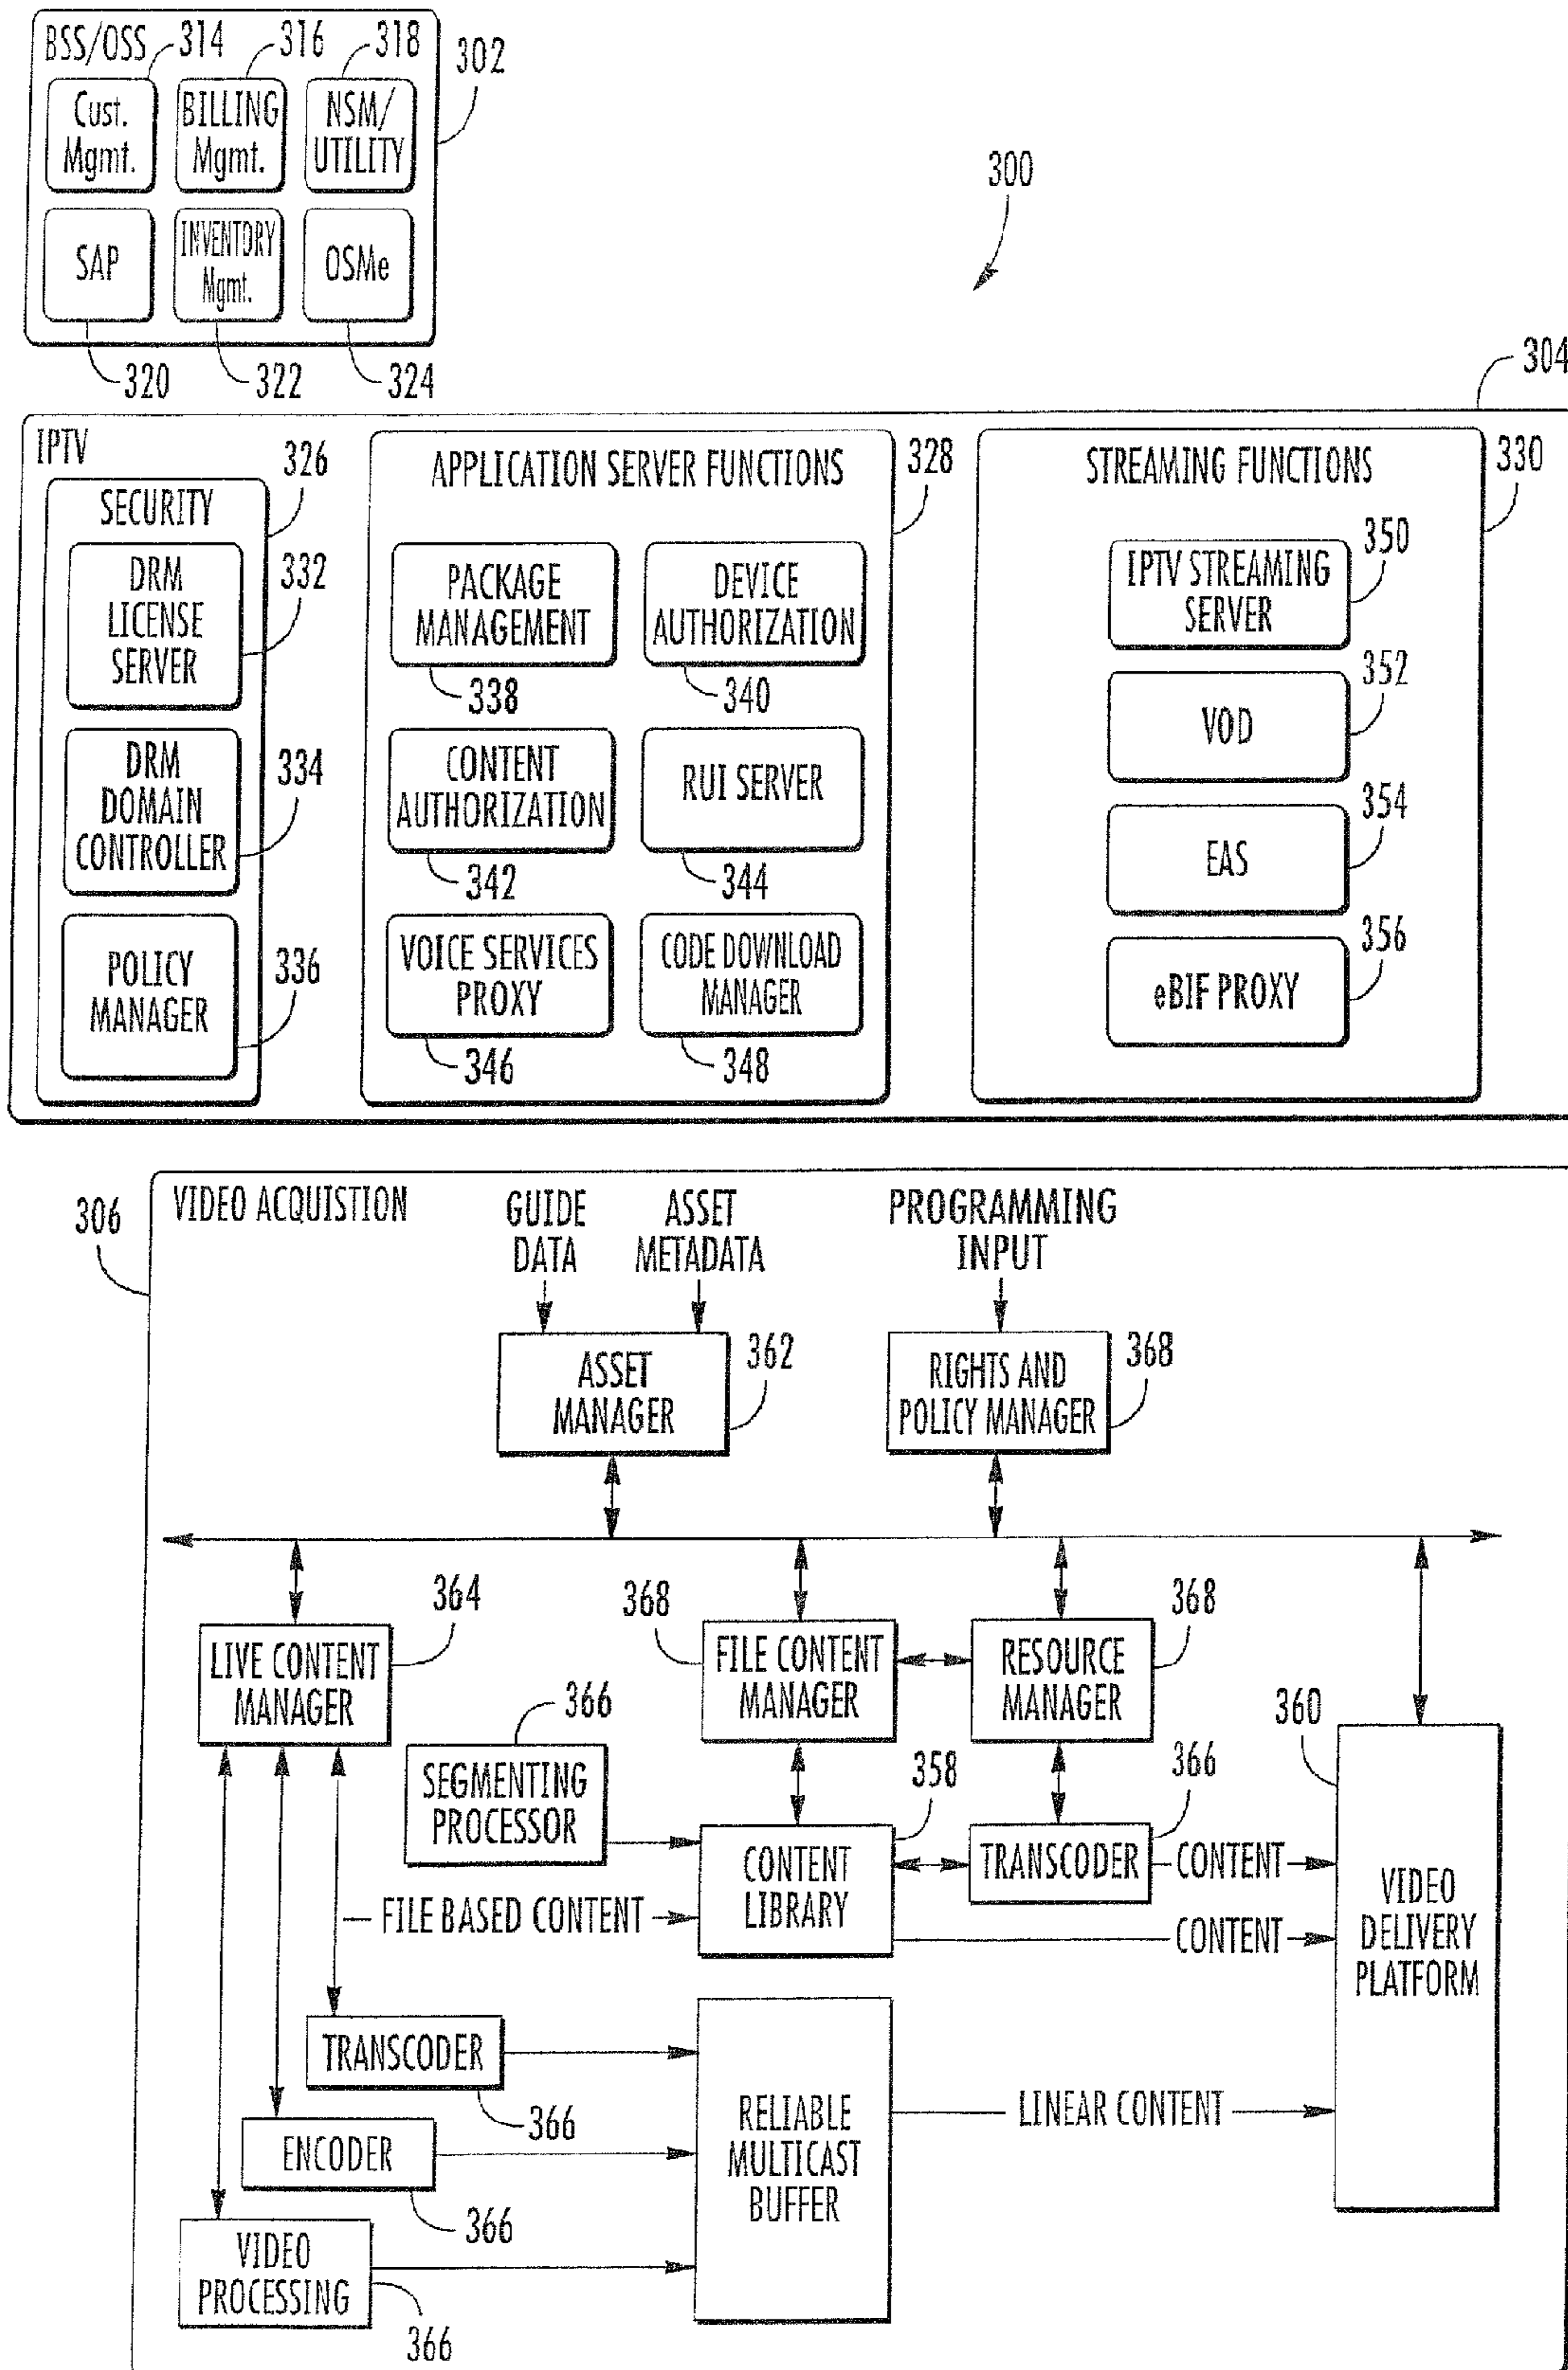 BSS/OSS
314
316
318
302
Cust.
Mgmt.
BILLING
Mgmt.
NSM/
UTILITY
SAP
INVENTORY
Mgmt.
OSMe
320
322
324
300
304
IPTV
326
SECURITY
DRM
LICENSE
SERVER
332
DRM
DOMAIN
CONTROLLER
334
POLICY
MANAGER
336
APPLICATION SERVER FUNCTIONS
328
PACKAGE
MANAGEMENT
338
DEVICE
AUTHORIZATION
340
CONTENT
AUTHORIZATION
342
RUI SERVER
344
VOICE SERVICES
PROXY
346
CODE DOWNLOAD
MANAGER
348
STREAMING FUNCTIONS
330
IPTV STREAMING
SERVER
350
VOD
352
EAS
354
eBIF PROXY
356
306
VIDEO ACQUISTION
GUIDE
DATA
ASSET
METADATA
PROGRAMMING
INPUT
ASSET
MANAGER
362
RIGHTS AND
POLICY MANAGER
368
LIVE CONTENT
MANAGER
364
368
FILE CONTENT
MANAGER
RESOURCE
MANAGER
368
366
SEGMENTING
PROCESSOR
358
CONTENT
LIBRARY
366
TRANSCODER
CONTENT
360
VIDEO
DELIVERY
PLATFORM
FILE BASED CONTENT
CONTENT
TRANSCODER
366
ENCODER
366
VIDEO
PROCESSING
366
RELIABLE
MULTICAST
BUFFER
LINEAR CONTENT